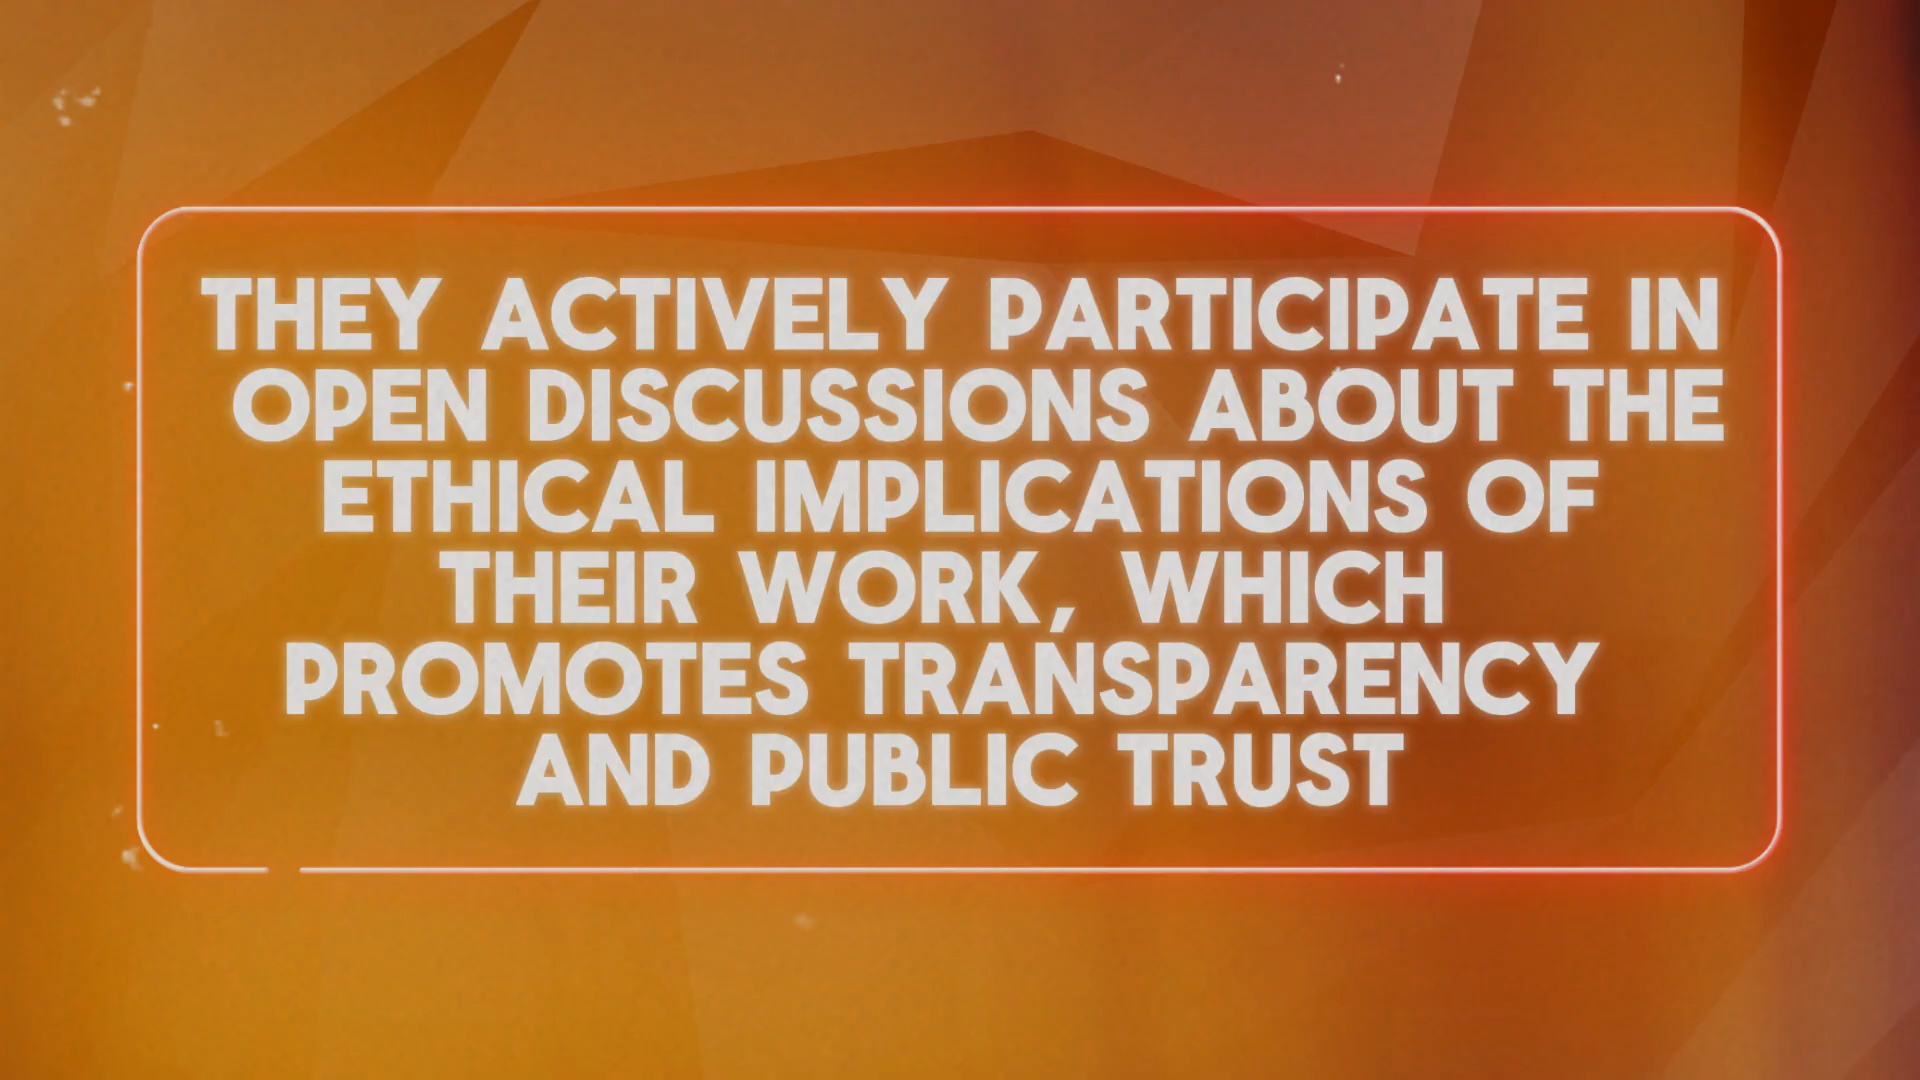 THEY ACTIVELY PARTICIPATE IN
OPEN DISCUSSIONS ABOUT THE
ETHICAL IMPLICATIONS OF
THEIR WORK, WHICH
PROMOTES TRANSPARENCY
AND PUBLIC TRUST